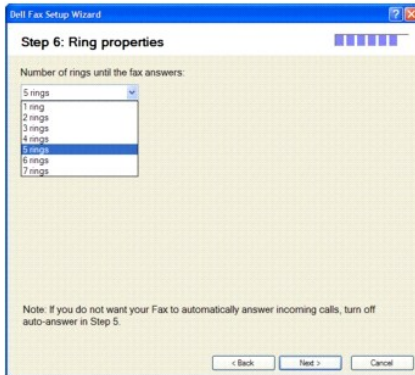 Dell Fax Setup Wizard
Step 6: Ring properties
Number of rings until the fax answers:
5 rings
1 ring
2 rings
3 rings
4 rings
5 rings
6 rings
7 rings
Note: If you do not want your Fax to automatically answer incoming calls, turn off
auto-answer in Step 5.
< Back
Next >
Cancel